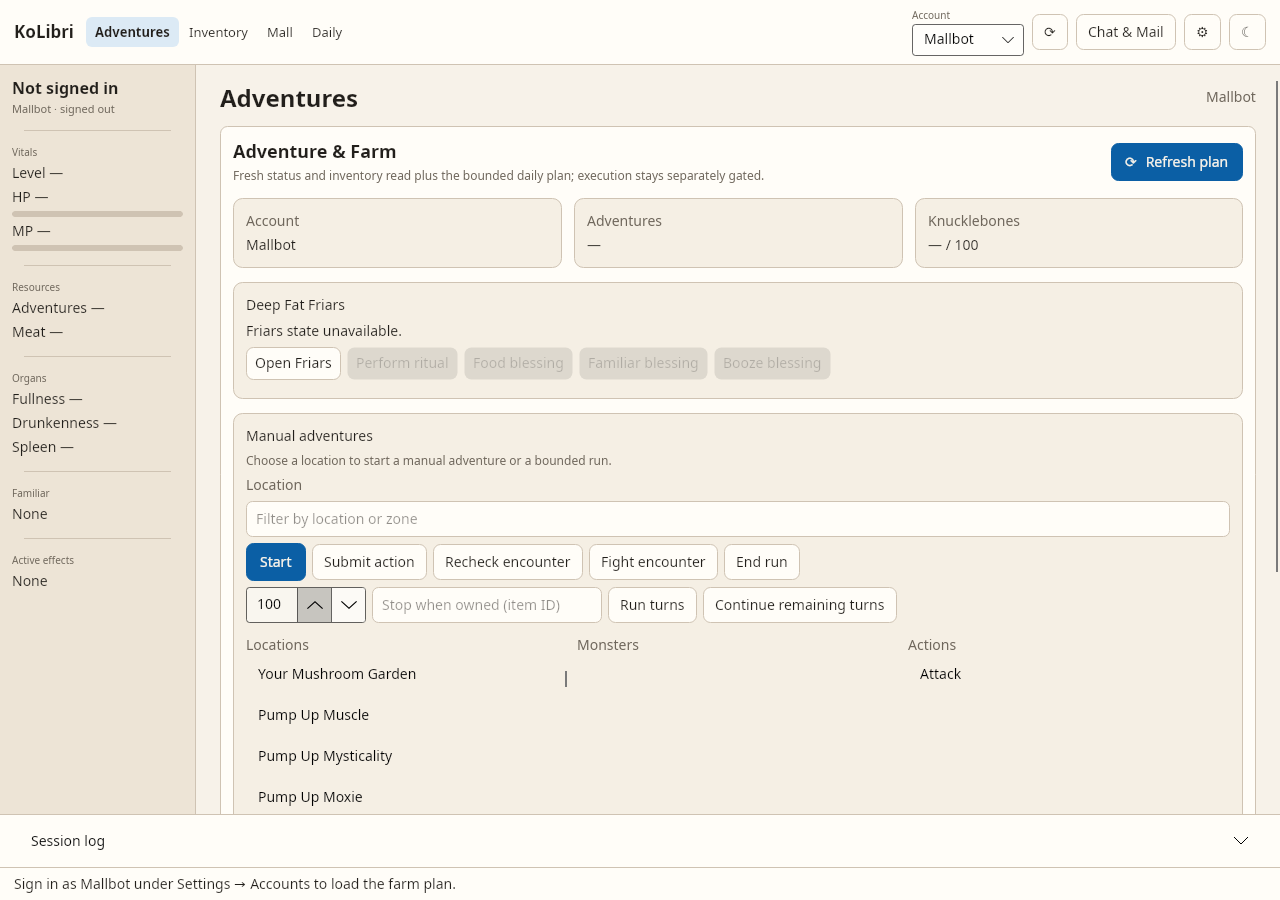 KoLibri
Adventures
Inventory
Mall
Daily
Account
Mallbot
Chat & Mail
Not signed in
Mallbot · signed out
Vitals
Level —
HP —
MP —
Resources
Adventures —
Meat —
Organs
Fullness —
Drunkenness —
Spleen —
Familiar
None
Active effects
None
Adventures
Mallbot
Adventure & Farm
Fresh status and inventory read plus the bounded daily plan; execution stays separately gated.
⟳ Refresh plan
Account
Mallbot
Adventures
—
Knucklebones
— / 100
Deep Fat Friars
Friars state unavailable.
Open Friars
Perform ritual
Food blessing
Familiar blessing
Booze blessing
Manual adventures
Choose a location to start a manual adventure or a bounded run.
Location
Filter by location or zone
Start
Submit action
Recheck encounter
Fight encounter
End run
100
Stop when owned (item ID)
Run turns
Continue remaining turns
Locations
Monsters
Actions
Your Mushroom Garden
Attack
Pump Up Muscle
Pump Up Mysticality
Pump Up Moxie
Session log
Sign in as Mallbot under Settings → Accounts to load the farm plan.